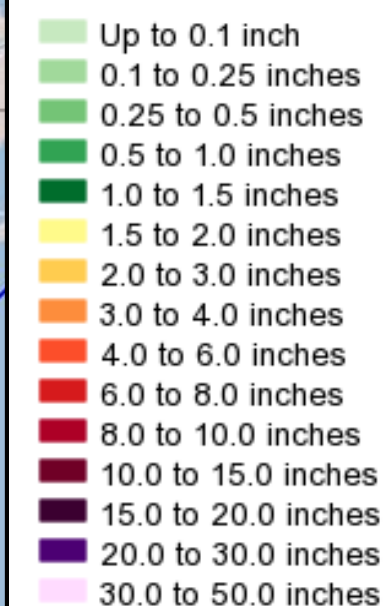 Up to 0.1 inch
0.1 to 0.25 inches
0.25 to 0.5 inches
0.5 to 1.0 inches
1.0 to 1.5 inches
1.5 to 2.0 inches
2.0 to 3.0 inches
3.0 to 4.0 inches
4.0 to 6.0 inches
6.0 to 8.0 inches
8.0 to 10.0 inches
10.0 to 15.0 inches
15.0 to 20.0 inches
20.0 to 30.0 inches
30.0 to 50.0 inches